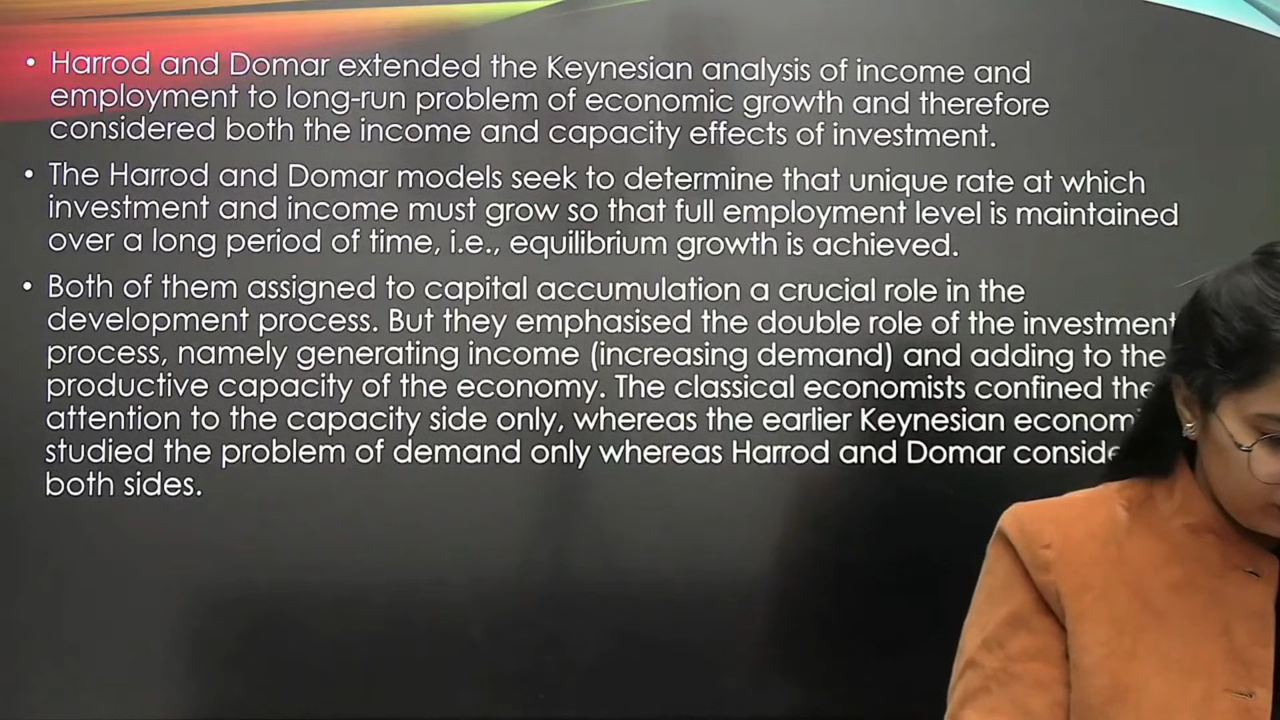 • Harrod and Domar extended the Keynesian analysis of income and
employment to long-run problem of economic growth and therefore
considered both the income and capacity effects of investment.
• The Harrod and Domar models seek to determine that unique rate at which
investment and income must grow so that full employment level is maintained
over a long period of time, i.e., equilibrium growth is achieved.
• Both of them assigned to capital accumulation a crucial role in the
development process. But they emphasised the double role of the investment
process, namely generating income (increasing demand) and adding to the
productive capacity of the economy. The classical economists confined
attention to the capacity side only, whereas the earlier Keynesian
studied the problem of demand only whereas Harrod and Domar
both sides.